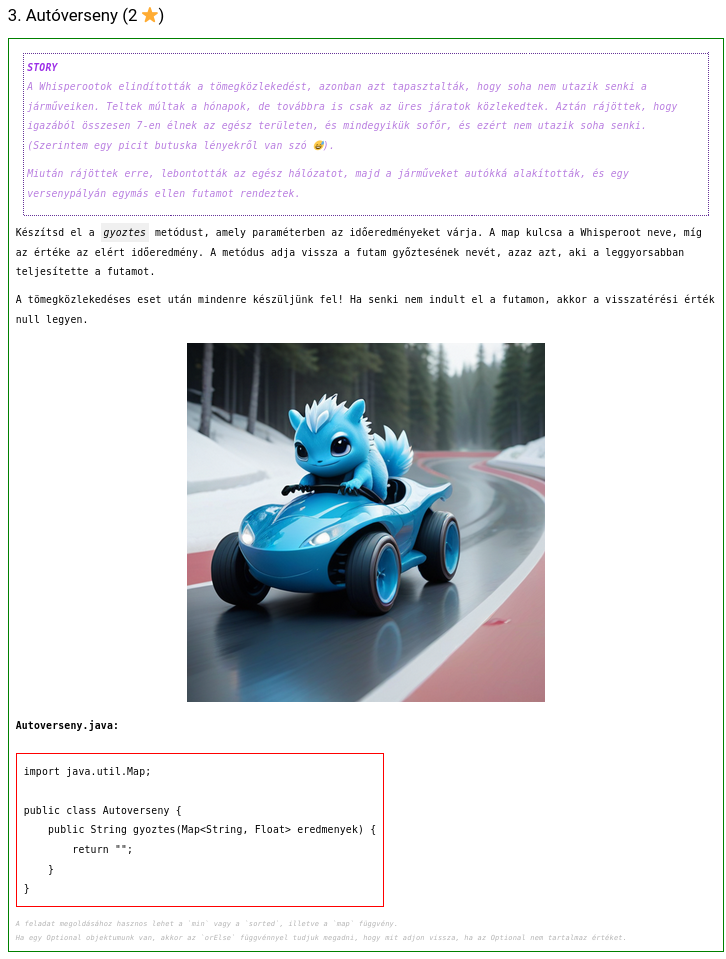 3. Autóverseny (2 ⭐)
STORY
A Whisperootok elindították a tömegközlekedést, azonban azt tapasztalták, hogy soha nem utazik senki a
járműveiken. Teltek múltak a hónapok, de továbbra is csak az üres járatok közlekedtek. Aztán rájöttek, hogy
igazából összesen 7-en élnek az egész területen, és mindegyikük sofőr, és ezért nem utazik soha senki.
(Szerintem egy picit butuska lényekről van szó 😅).
Miután rájöttek erre, lebontották az egész hálózatot, majd a járműveket autókká alakították, és egy
versenypályán egymás ellen futamot rendeztek.
Készítsd el a gyoztes metódust, amely paraméterben az időeredményeket várja. A map kulcsa a Whisperoot neve, míg
az értéke az elért időeredmény. A metódus adja vissza a futam győztesének nevét, azaz azt, aki a leggyorsabban
teljesítette a futamot.
A tömegközlekedéses eset után mindenre készüljünk fel! Ha senki nem indult el a futamon, akkor a visszatérési érték
null legyen.
Autoverseny.java:
import java.util.Map;
public class Autoverseny {
    public String gyoztes(Map<String, Float> eredmenyek) {
        return "";
    }
}
A feladat megoldásához hasznos lehet a `min` vagy a `sorted`, illetve a `map` függvény.
Ha egy Optional objektumunk van, akkor az `orElse` függvénnyel tudjuk megadni, hogy mit adjon vissza, ha az Optional nem tartalmaz értéket.